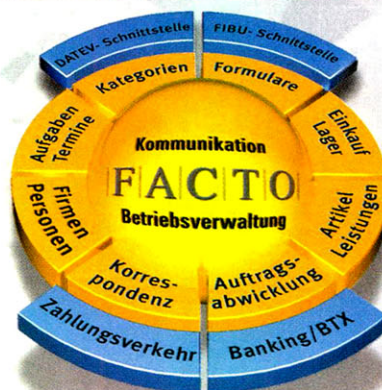 DATEV- Schnittstelle
FIBU- Schnittstelle
Kategorien
Formulare
Aufgaben
Termine
Einkauf
Lager
Kommunikation
F|A|C|T|O
Betriebsverwaltung
Firmen
Personen
Artikel
Leistungen
Korres-
pondenz
Auftrags-
abwicklung
Zahlungsverkehr
Banking/BTX